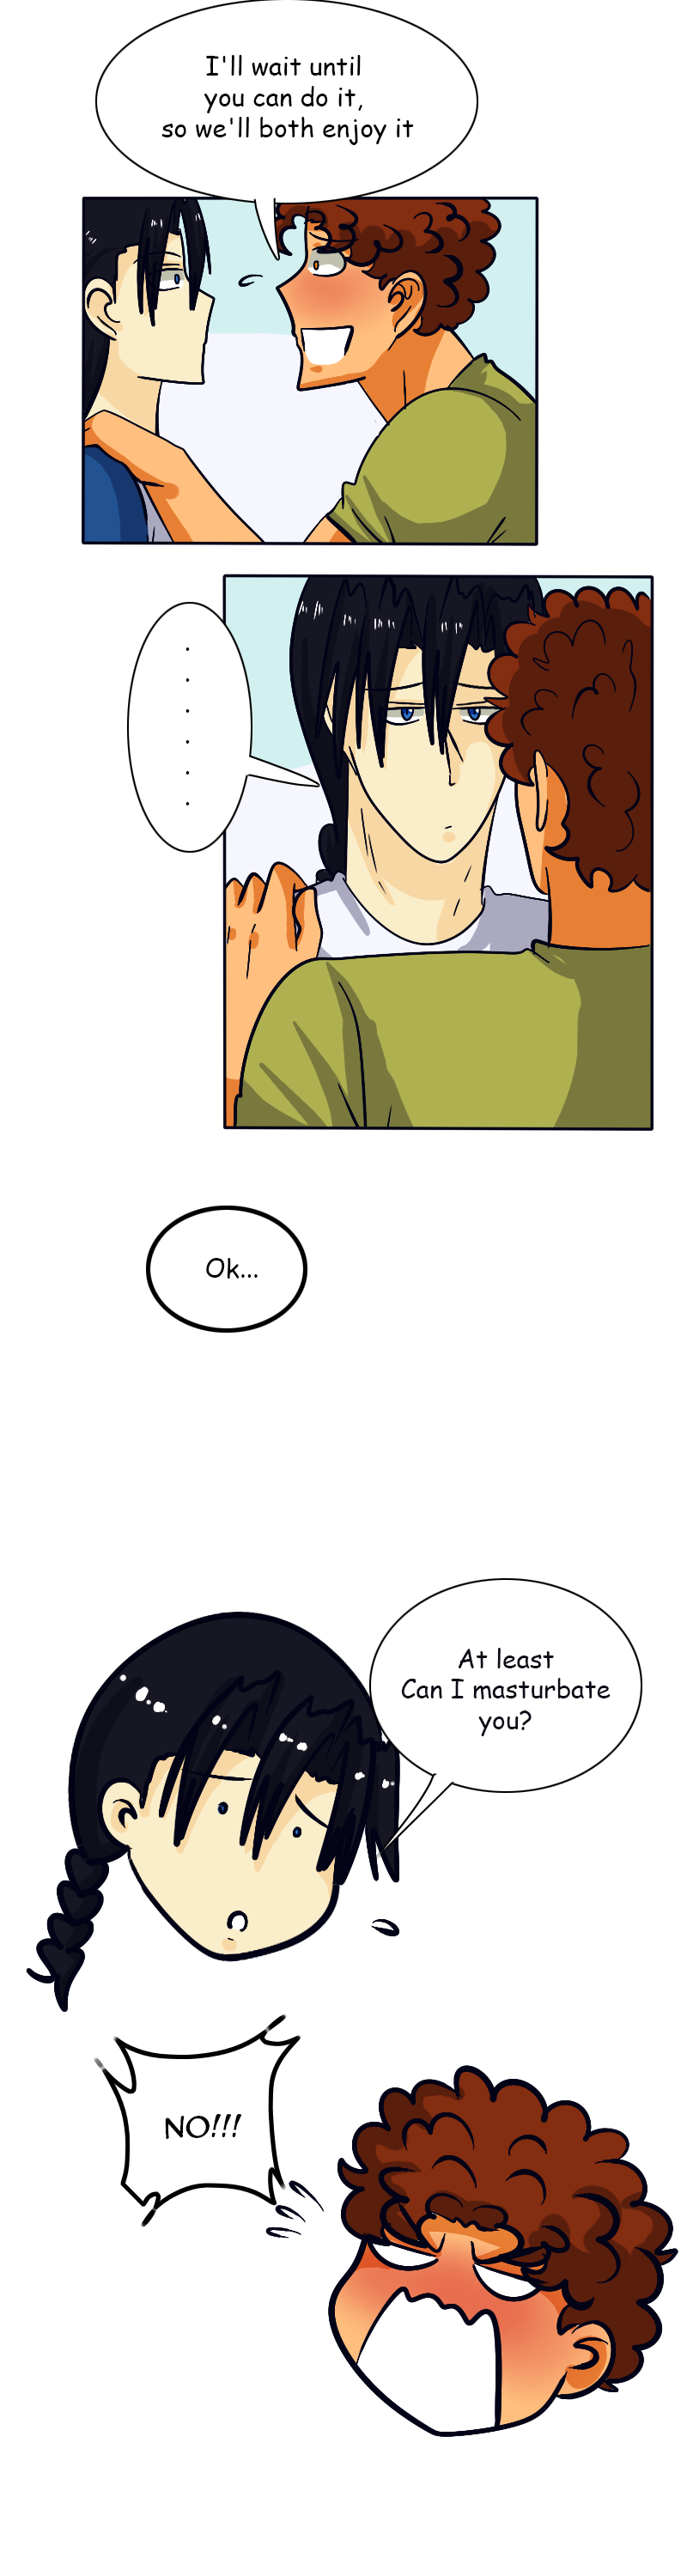 I'll wait until
you can do it,
so we'll both enjoy it
. . . . . .
Ok...
At least
Can I masturbate
you?
NO!!!